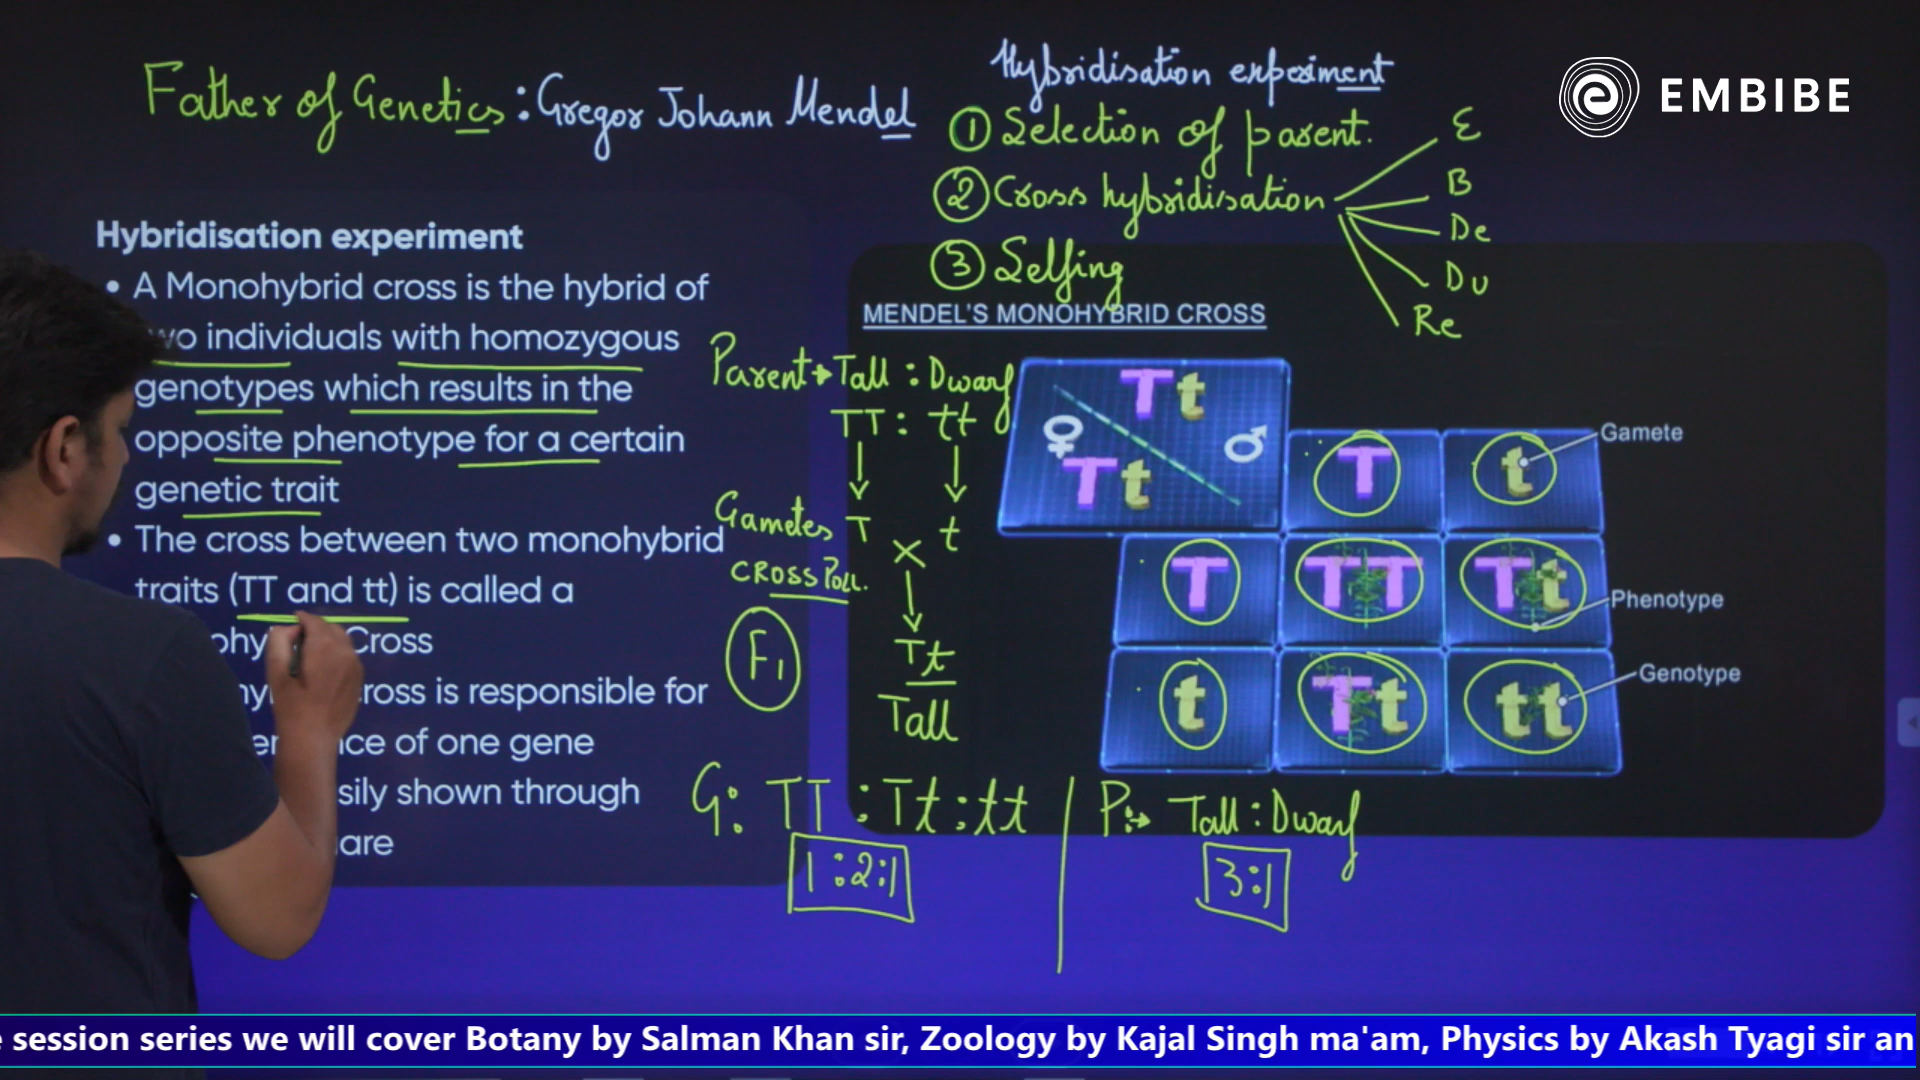 Father of Genetics : Gregor Johann Mendel
Hybridisation experiment
① Selection of parent.
② Cross hybridisation
E
B
De
Du
Re
③ Selfing
EMBIBE
Hybridisation experiment
• A Monohybrid cross is the hybrid of
wo individuals with homozygous
genotypes which results in the
opposite phenotype for a certain
genetic trait
• The cross between two monohybrid
traits (TT and tt) is called a
ohy Cross
hy ross is responsible for
er ce of one gene
sily shown through
are
Parent → Tall : Dwarf
TT : tt
Gametes T t
×
CROSS POLL.
F1
Tt
Tall
G: TT : Tt : tt
1:2:1
P: → Tall : Dwarf
3:1
MENDEL'S MONOHYBRID CROSS
Tt
♀ ♂
Tt
T t
Gamete
T TT Tt
Phenotype
t Tt tt
Genotype
session series we will cover Botany by Salman Khan sir, Zoology by Kajal Singh ma'am, Physics by Akash Tyagi sir an